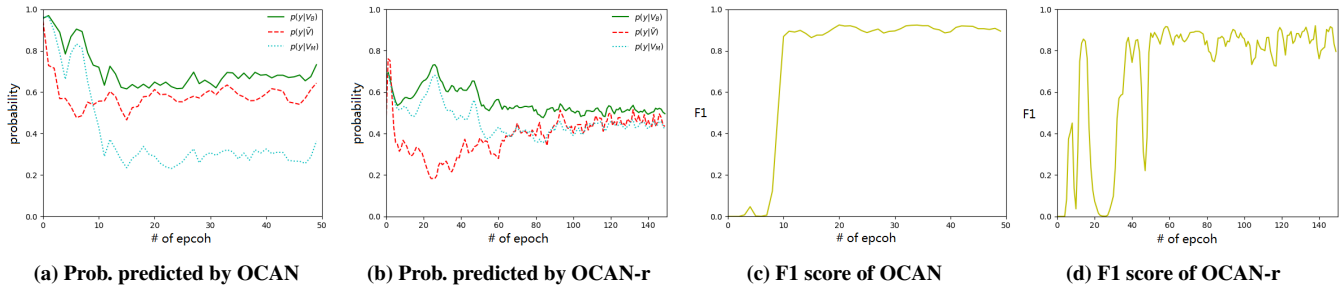 1.0
0.8
0.6
0.4
0.2
0.0
probability
0 10 20 30 40 50
# of epcoh
p(y|V_B)
p(y|Ṽ)
p(y|V_M)
(a) Prob. predicted by OCAN
1.0
0.8
0.6
0.4
0.2
0.0
probability
0 20 40 60 80 100 120 140
# of epoch
p(y|V_B)
p(y|Ṽ)
p(y|V_M)
(b) Prob. predicted by OCAN-r
1.0
0.8
0.6
0.4
0.2
0.0
F1
0 10 20 30 40 50
# of epcoh
(c) F1 score of OCAN
1.0
0.8
0.6
0.4
0.2
0.0
F1
0 20 40 60 80 100 120 140
# of epcoh
(d) F1 score of OCAN-r